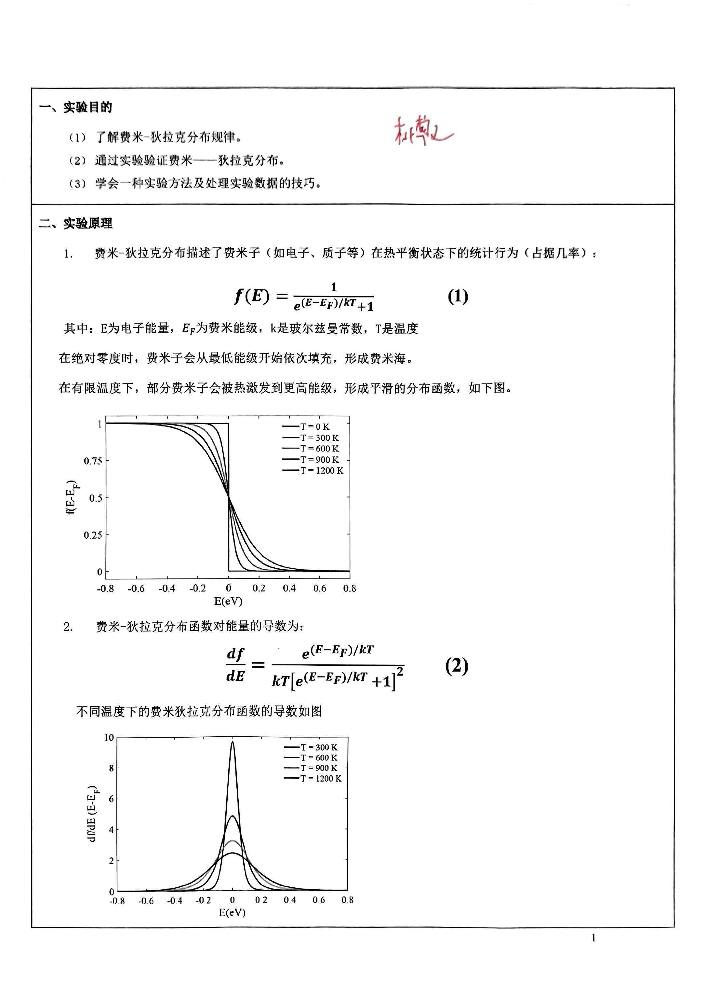 一、实验目的
(1) 了解费米-狄拉克分布规律。
(2) 通过实验验证费米——狄拉克分布。
(3) 学会一种实验方法及处理实验数据的技巧。
二、实验原理
1. 费米-狄拉克分布描述了费米子（如电子、质子等）在热平衡状态下的统计行为（占据几率）:
f(E) = 1 / (e^{(E−E_F)/kT}+1) (1)
其中: E为电子能量，E_F为费米能级，k是玻尔兹曼常数，T是温度
在绝对零度时，费米子会从最低能级开始依次填充，形成费米海。
在有限温度下，部分费米子会被热激发到更高能级，形成平滑的分布函数，如下图。
T = 0 K
T = 300 K
T = 600 K
T = 900 K
T = 1200 K
f(E-E_F)
1
0.75
0.5
0.25
0
-0.8 -0.6 -0.4 -0.2 0 0.2 0.4 0.6 0.8
E(eV)
2. 费米-狄拉克分布函数对能量的导数为:
df/dE = e^{(E−E_F)/kT} / kT[e^{(E−E_F)/kT}+1]^2 (2)
不同温度下的费米狄拉克分布函数的导数如图
T = 300 K
T = 600 K
T = 900 K
T = 1200 K
df/dE (E-E_F)
10
8
6
4
2
0
-0.8 -0.6 -0.4 -0.2 0 0.2 0.4 0.6 0.8
E(eV)
1